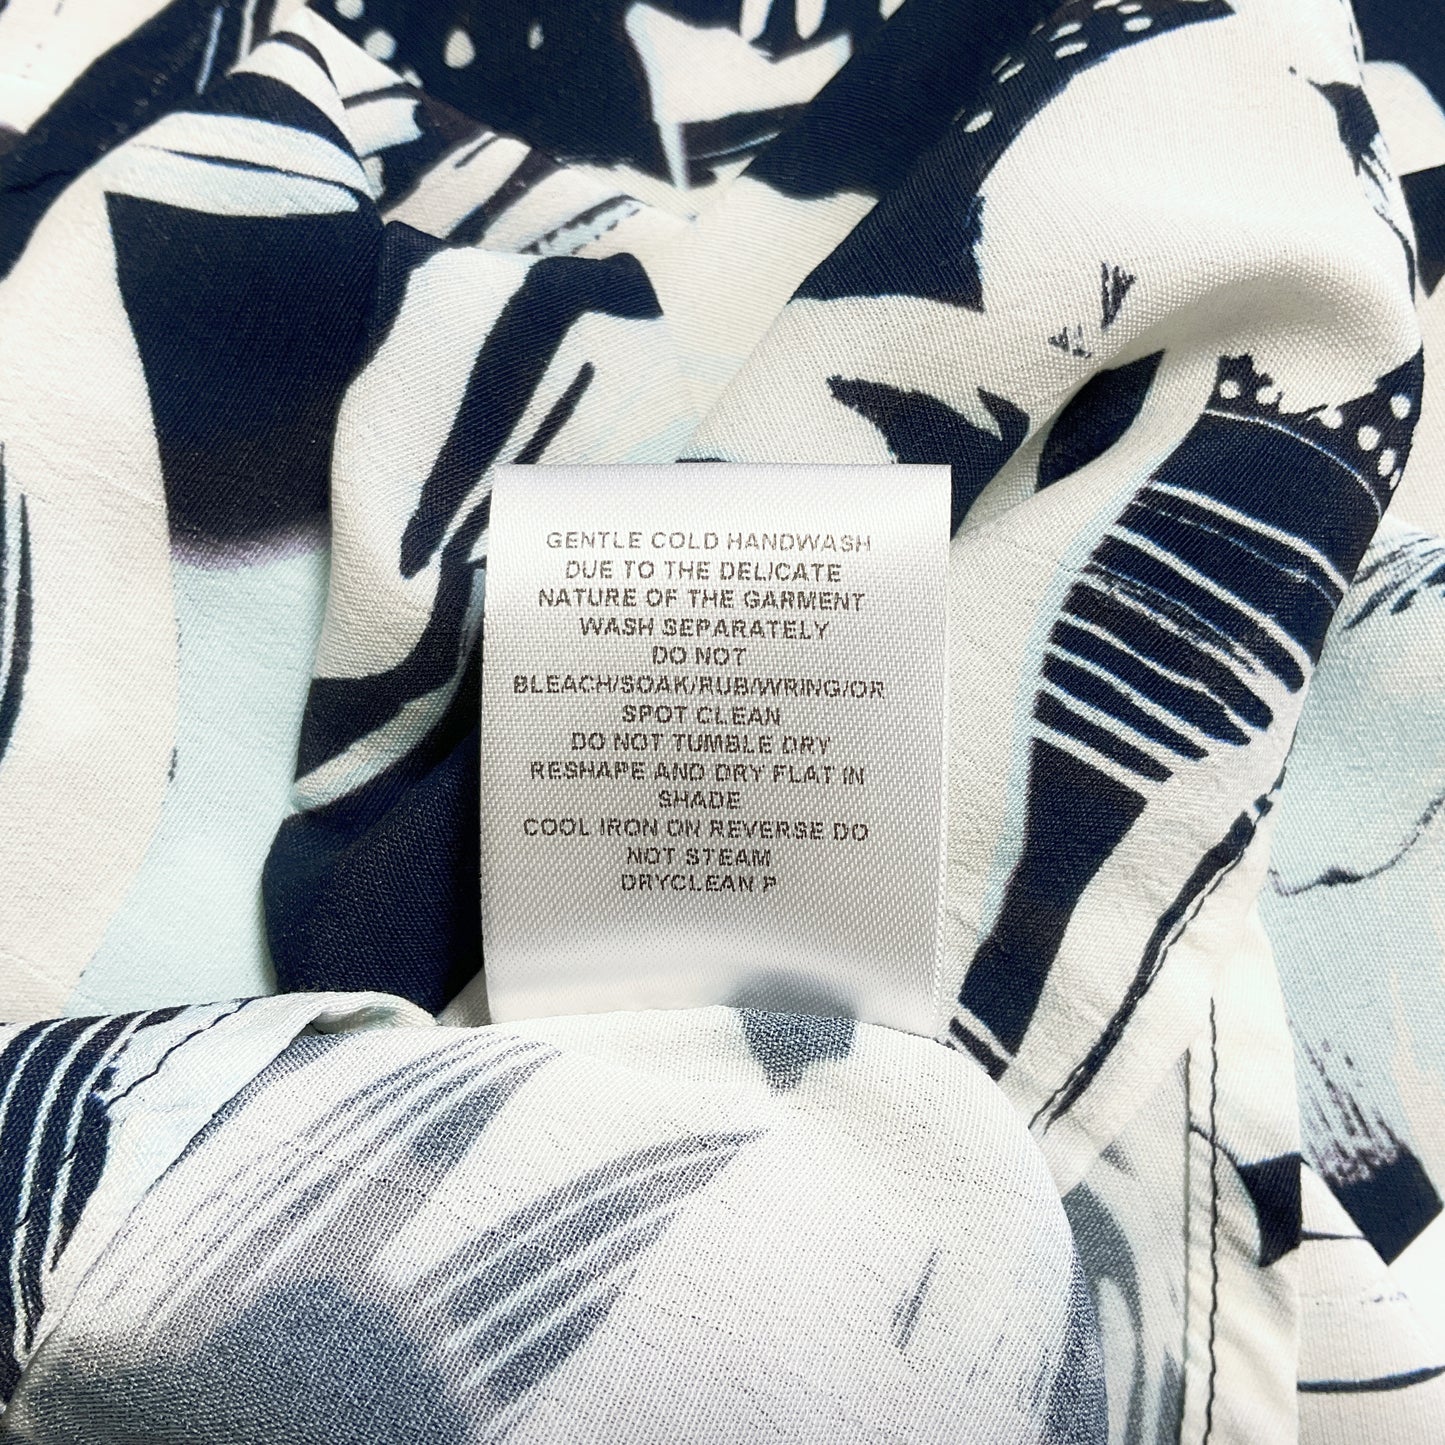 GENTLE COLD HANDWASH
DUE TO THE DELICATE
NATURE OF THE GARMENT
WASH SEPARATELY
DO NOT
BLEACH/SOAK/RUB/WRING/OR
SPOT CLEAN
DO NOT TUMBLE DRY
RESHAPE AND DRY FLAT IN
SHADE
COOL IRON ON REVERSE DO
NOT STEAM
DRYCLEAN P